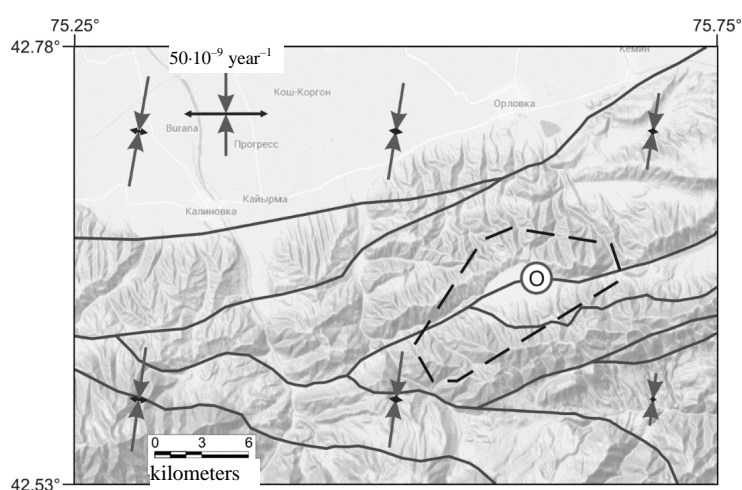 75.25° 75.75°
42.78°
50·10⁻⁹ year⁻¹
Кемин
Кош-Коргон
Орловка
Burana
Прогресс
Кайырма
Калиновка
O
0 3 6
kilometers
42.53°